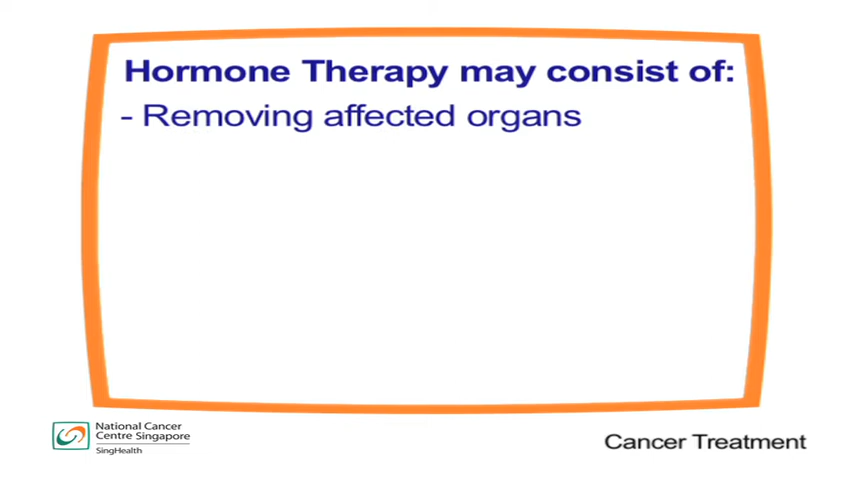 Hormone Therapy may consist of:
- Removing affected organs
National Cancer
Centre Singapore
SingHealth
Cancer Treatment